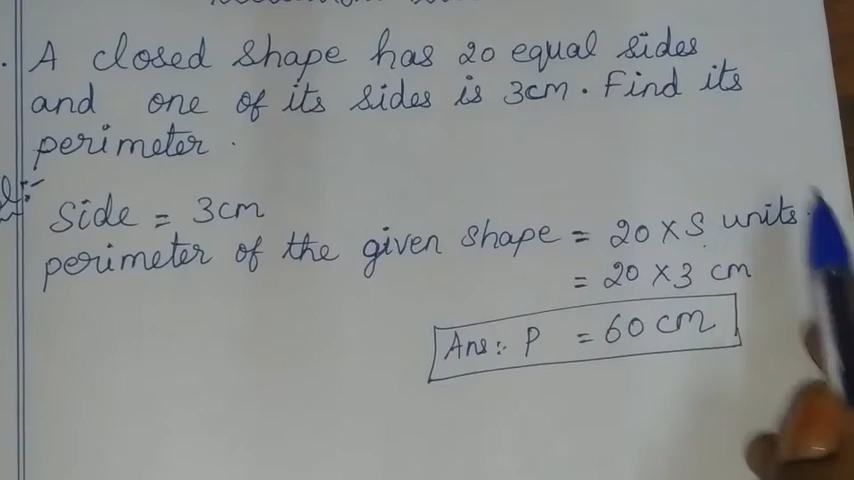 . A closed shape has 20 equal sides
and one of its sides is 3cm. Find its
perimeter.
Side = 3cm
perimeter of the given shape = 20 x S units.
= 20 x 3 cm
Ans:- P = 60 cm